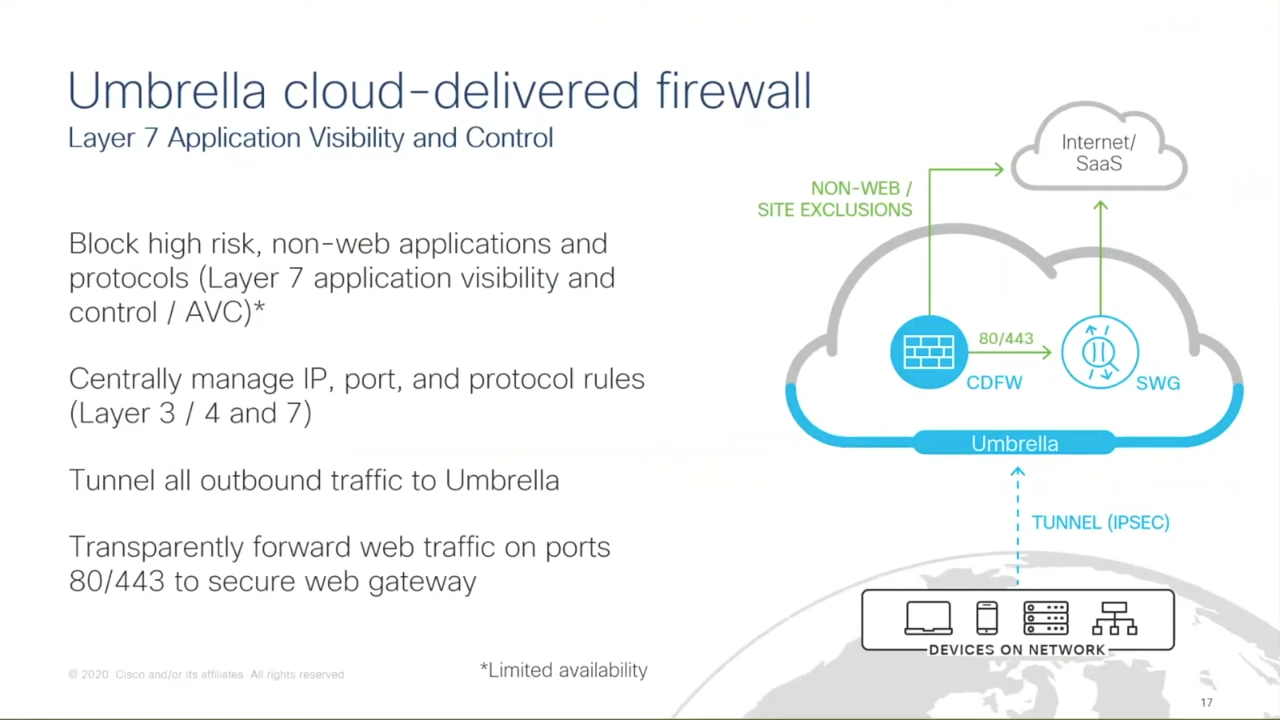 Umbrella cloud-delivered firewall
Layer 7 Application Visibility and Control
Block high risk, non-web applications and
protocols (Layer 7 application visibility and
control / AVC)*
Centrally manage IP, port, and protocol rules
(Layer 3 / 4 and 7)
Tunnel all outbound traffic to Umbrella
Transparently forward web traffic on ports
80/443 to secure web gateway
Internet/
SaaS
NON-WEB /
SITE EXCLUSIONS
80/443
CDFW
SWG
Umbrella
TUNNEL (IPSEC)
DEVICES ON NETWORK
*Limited availability
© 2020 Cisco and/or its affiliates. All rights reserved.
17